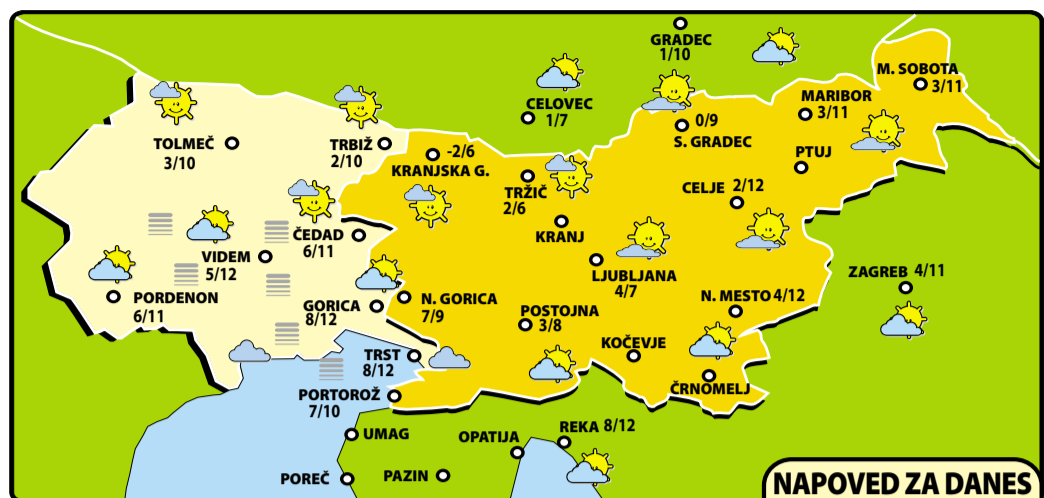 GRADEC
1/10
M. SOBOTA
3/11
CELOVEC
1/7
MARIBOR
3/11
0/9
S. GRADEC
TOLMEČ
3/10
TRBIŽ
2/10
-2/6
KRANJSKA G.
PTUJ
TRŽIČ
2/6
CELJE 2/12
KRANJ
ČEDAD
6/11
VIDEM
5/12
LJUBLJANA
4/7
ZAGREB 4/11
PORDENON
6/11
GORICA
8/12
N. GORICA
7/9
N. MESTO 4/12
POSTOJNA
3/8
KOČEVJE
TRST
8/12
ČRNOMELJ
PORTOROŽ
7/10
UMAG
OPATIJA
REKA 8/12
POREČ
PAZIN
NAPOVED ZA DANES